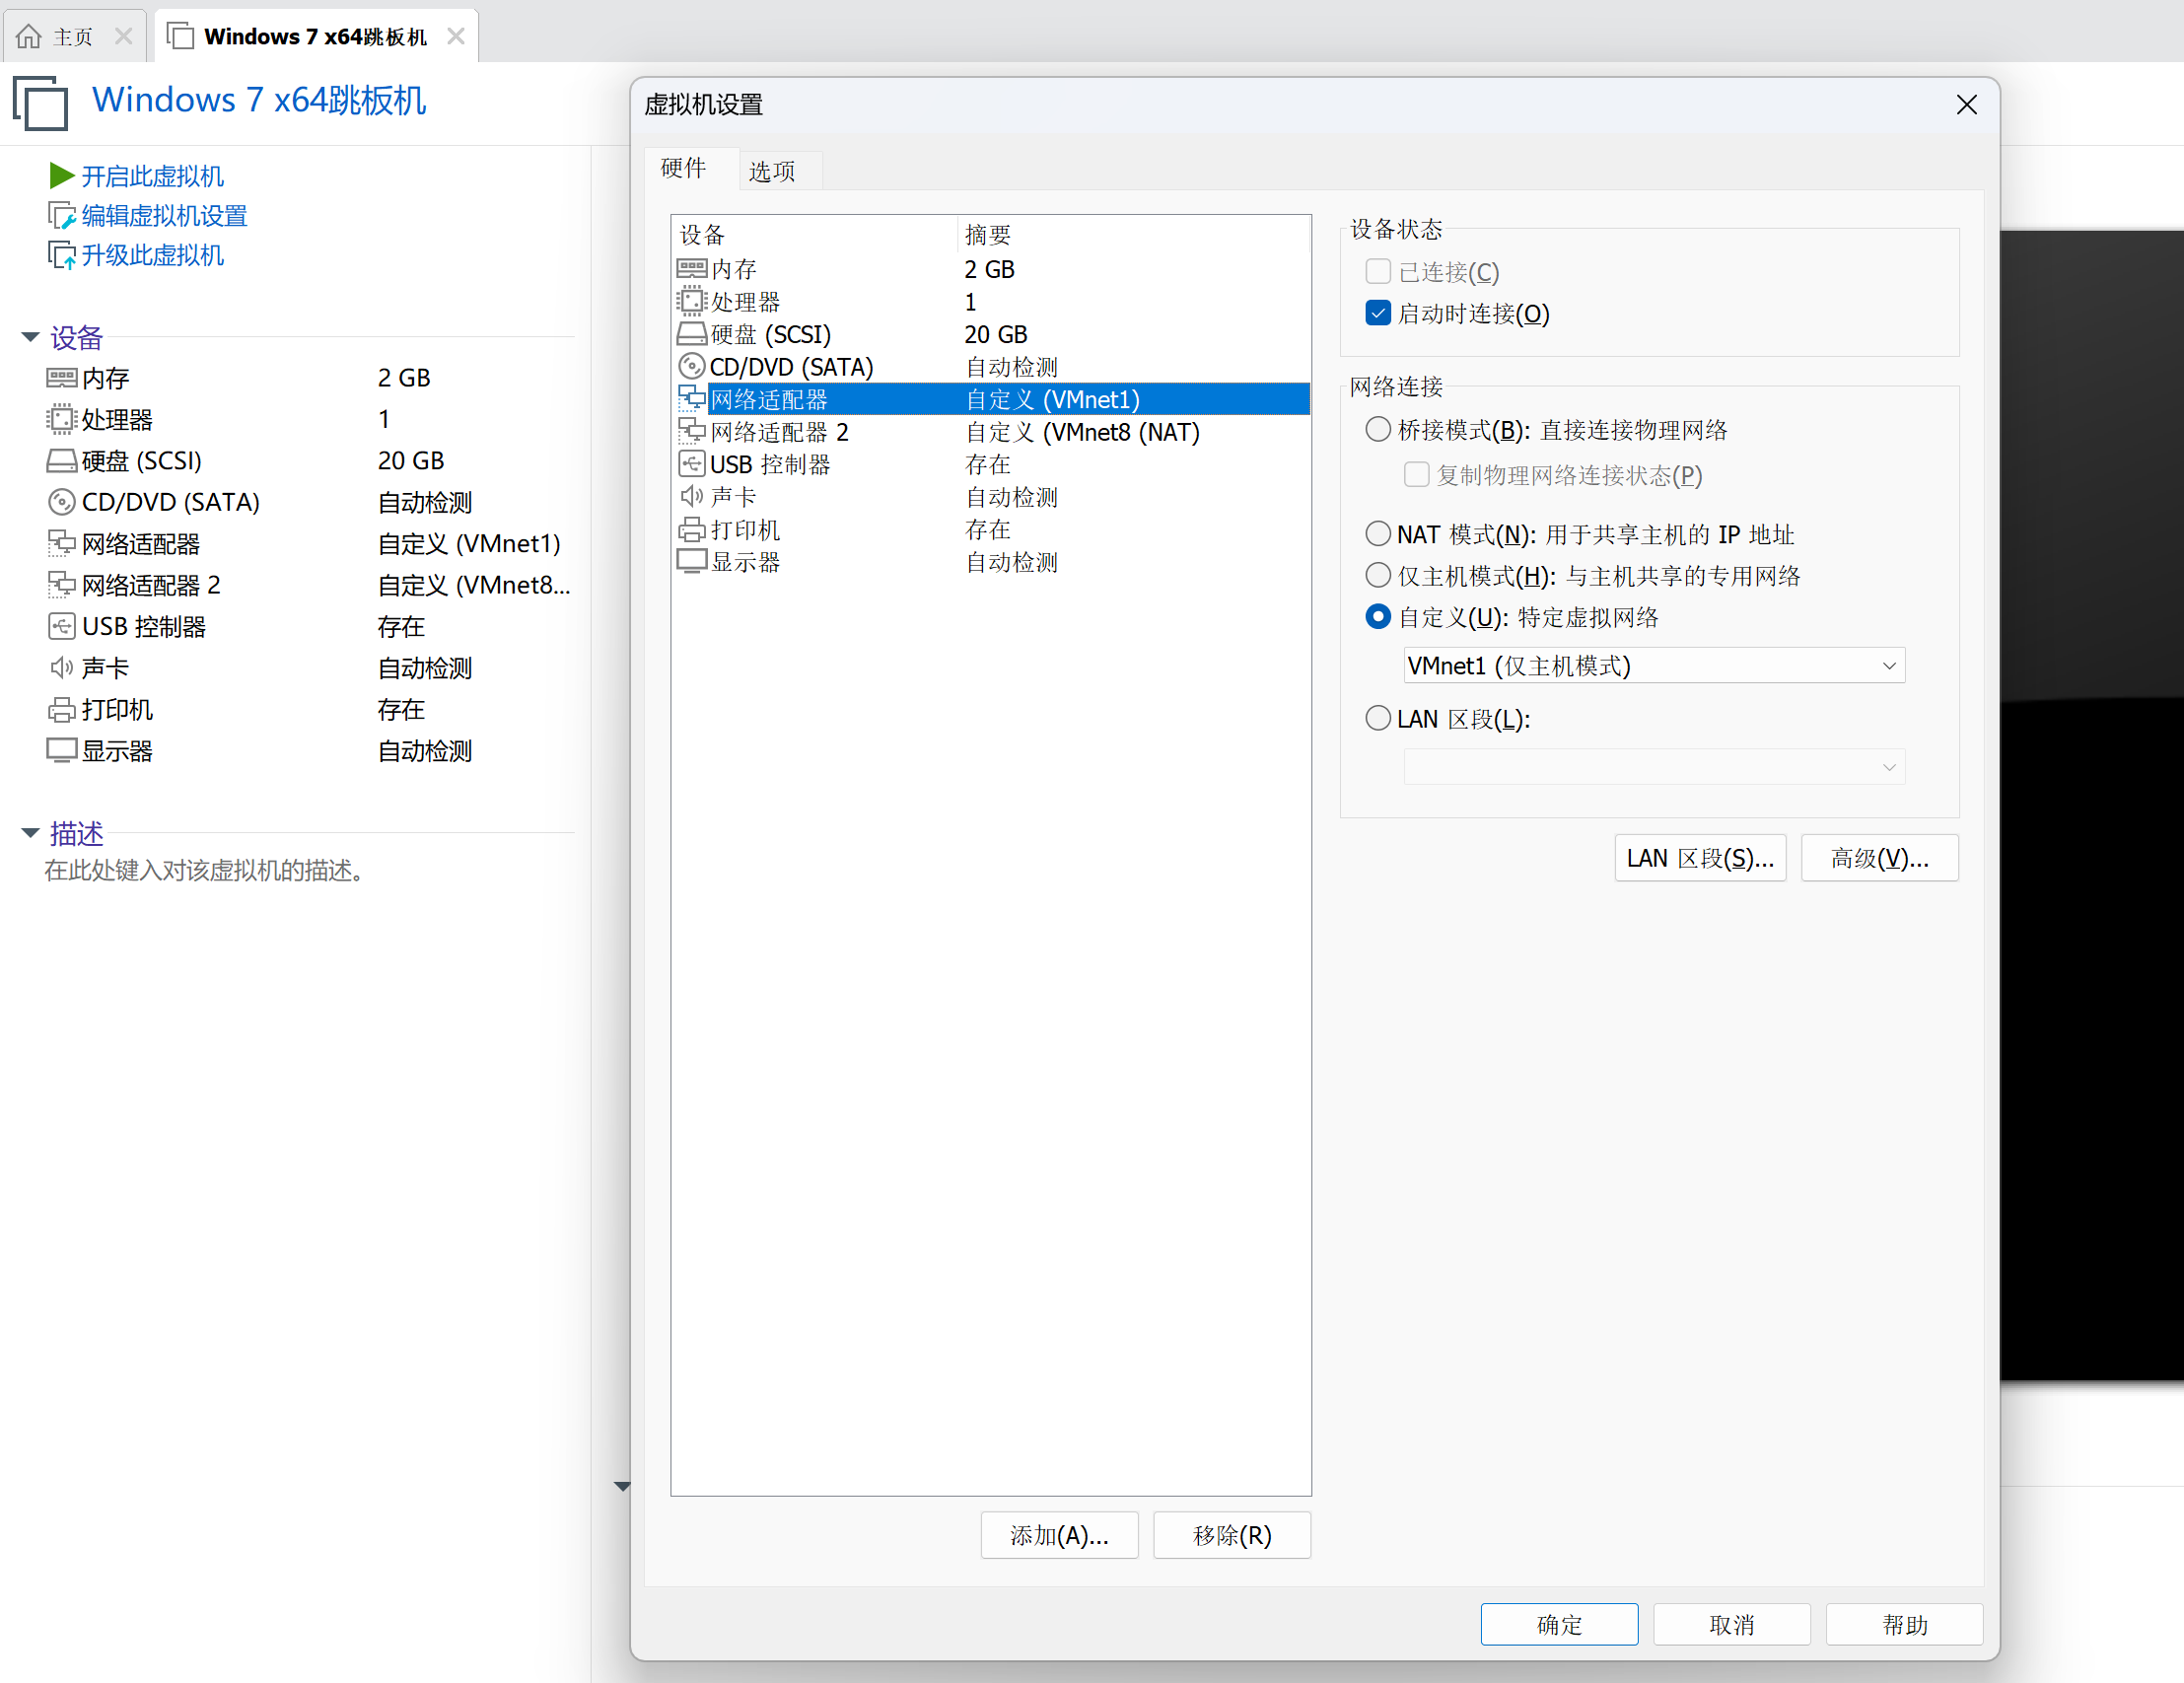 主页
Windows 7 x64跳板机
Windows 7 x64跳板机
开启此虚拟机
编辑虚拟机设置
升级此虚拟机
设备
内存 2 GB
处理器 1
硬盘 (SCSI) 20 GB
CD/DVD (SATA) 自动检测
网络适配器 自定义 (VMnet1)
网络适配器 2 自定义 (VMnet8...
USB 控制器 存在
声卡 自动检测
打印机 存在
显示器 自动检测
描述
在此处键入对该虚拟机的描述。
虚拟机设置
硬件 选项
设备 摘要
内存 2 GB
处理器 1
硬盘 (SCSI) 20 GB
CD/DVD (SATA) 自动检测
网络适配器 自定义 (VMnet1)
网络适配器 2 自定义 (VMnet8 (NAT)
USB 控制器 存在
声卡 自动检测
打印机 存在
显示器 自动检测
添加(A)... 移除(R)
设备状态
已连接(C)
启动时连接(O)
网络连接
桥接模式(B): 直接连接物理网络
复制物理网络连接状态(P)
NAT 模式(N): 用于共享主机的 IP 地址
仅主机模式(H): 与主机共享的专用网络
自定义(U): 特定虚拟网络
VMnet1 (仅主机模式)
LAN 区段(L):
LAN 区段(S)... 高级(V)...
确定 取消 帮助